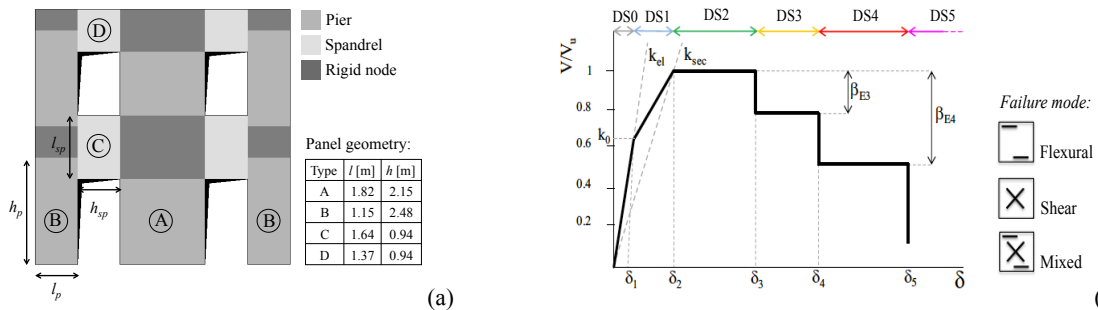 D
C
B
A
B
l_sp
h_sp
h_p
l_p
Pier
Spandrel
Rigid node
Panel geometry:
Type l [m] h [m]
A 1.82 2.15
B 1.15 2.48
C 1.64 0.94
D 1.37 0.94
(a)
DS0 DS1 DS2 DS3 DS4 DS5
V/V_u
k_el k_sec
1
0.8
k_0
0.6
0.4
0.2
β_E3
β_E4
δ_1 δ_2 δ_3 δ_4 δ_5 δ
Failure mode:
Flexural
Shear
Mixed
(